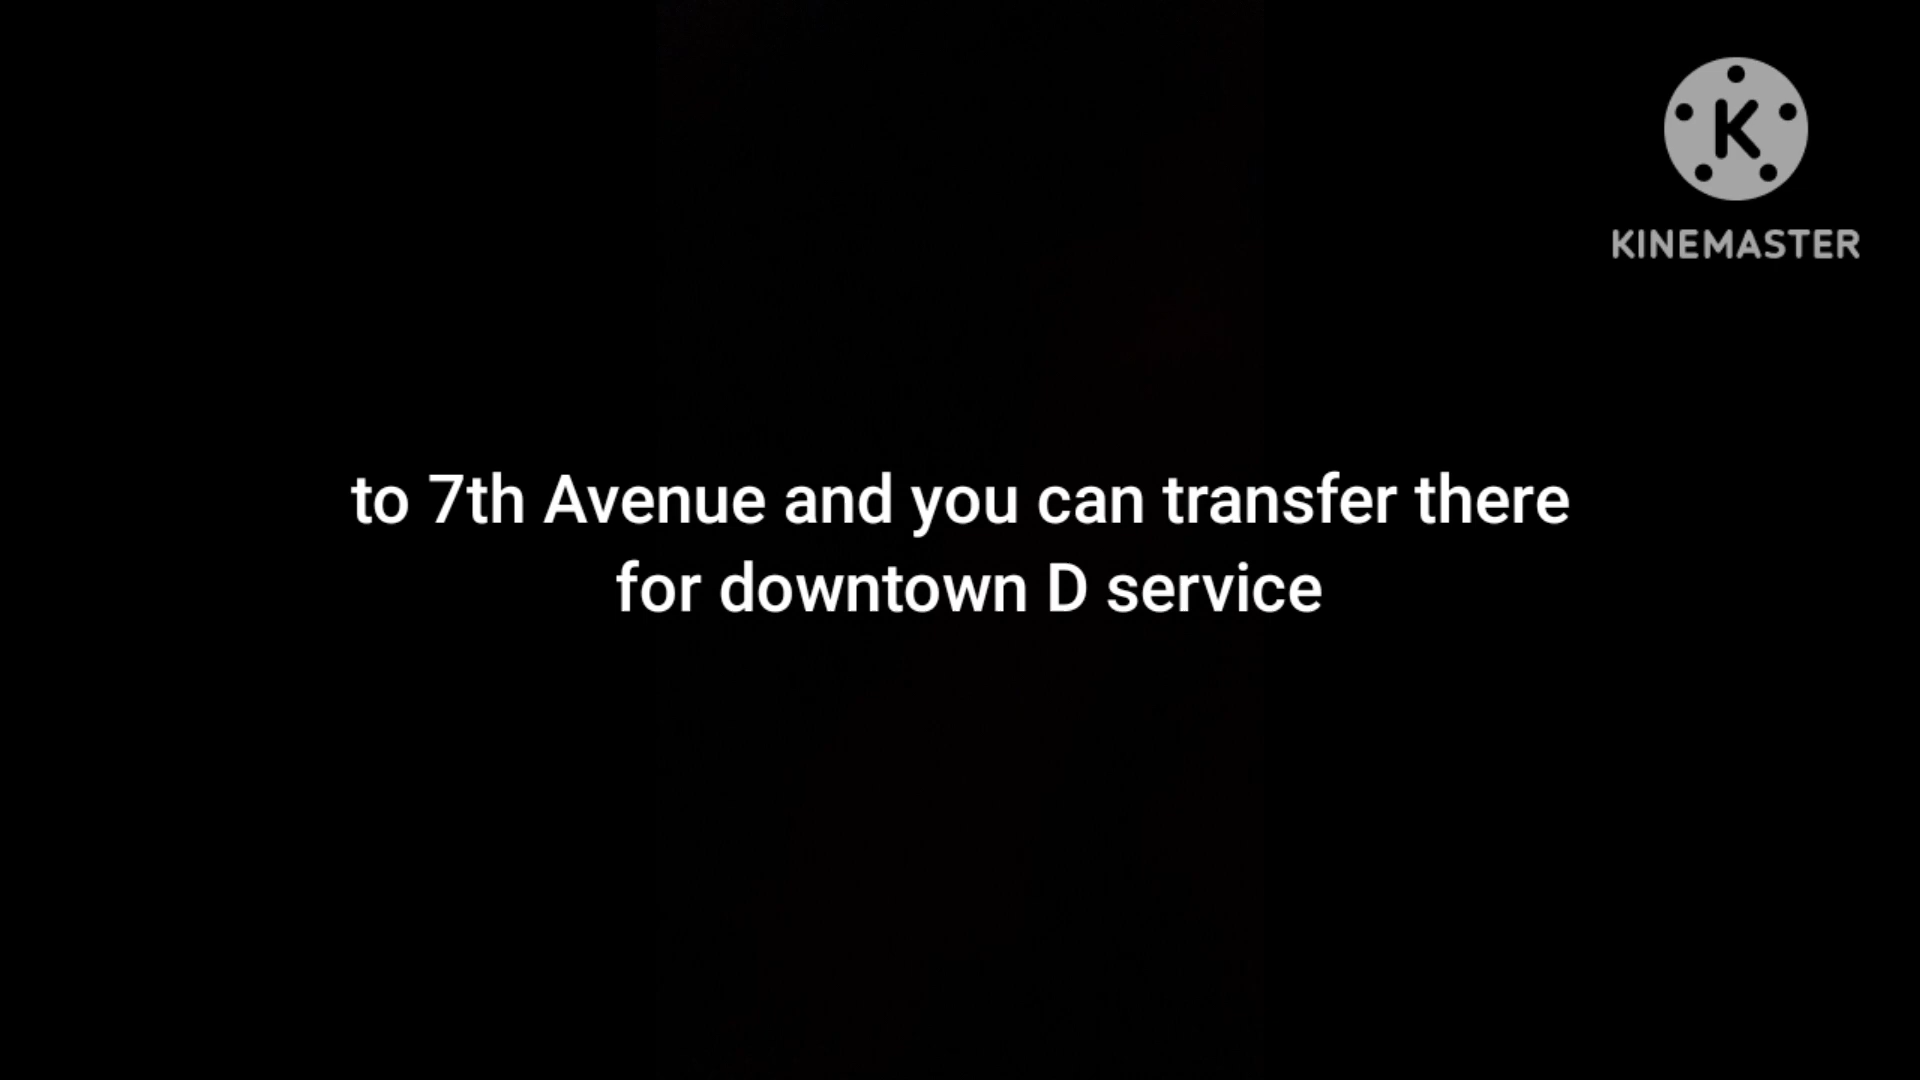 K
KINEMASTER
to 7th Avenue and you can transfer there
for downtown D service